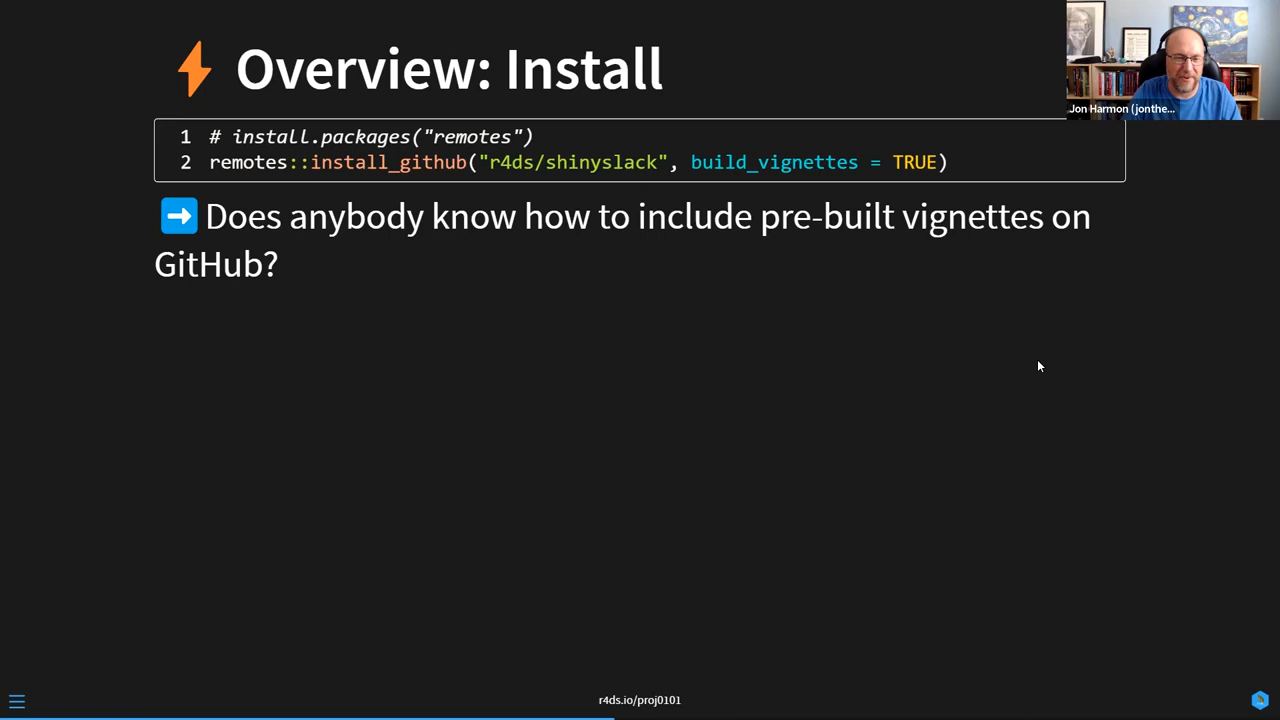 ⚡ Overview: Install
Jon Harmon (jonthe...
1 # install.packages("remotes")
2 remotes::install_github("r4ds/shinyslack", build_vignettes = TRUE)
➡ Does anybody know how to include pre-built vignettes on
GitHub?
r4ds.io/proj0101